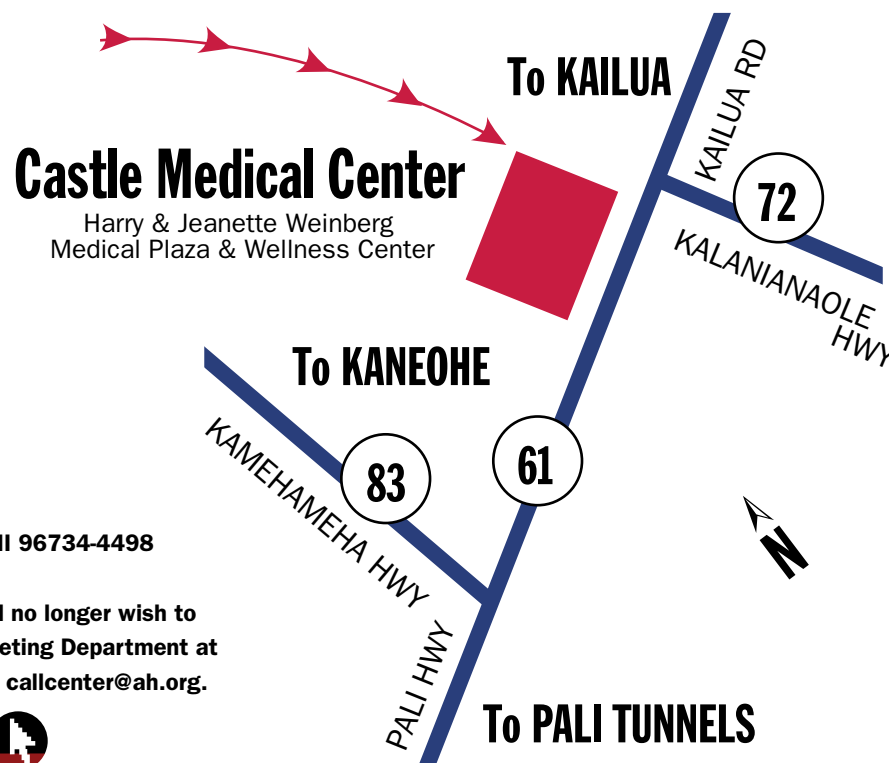 To KAILUA
KAILUA RD
72
KALANIANAOLE
HWY
Castle Medical Center
Harry & Jeanette Weinberg
Medical Plaza & Wellness Center
To KANEOHE
KAMEHAMEHA HWY
83
61
N
96734-4498
no longer wish to
Department at
callcenter@ah.org.
PALI HWY
To PALI TUNNELS